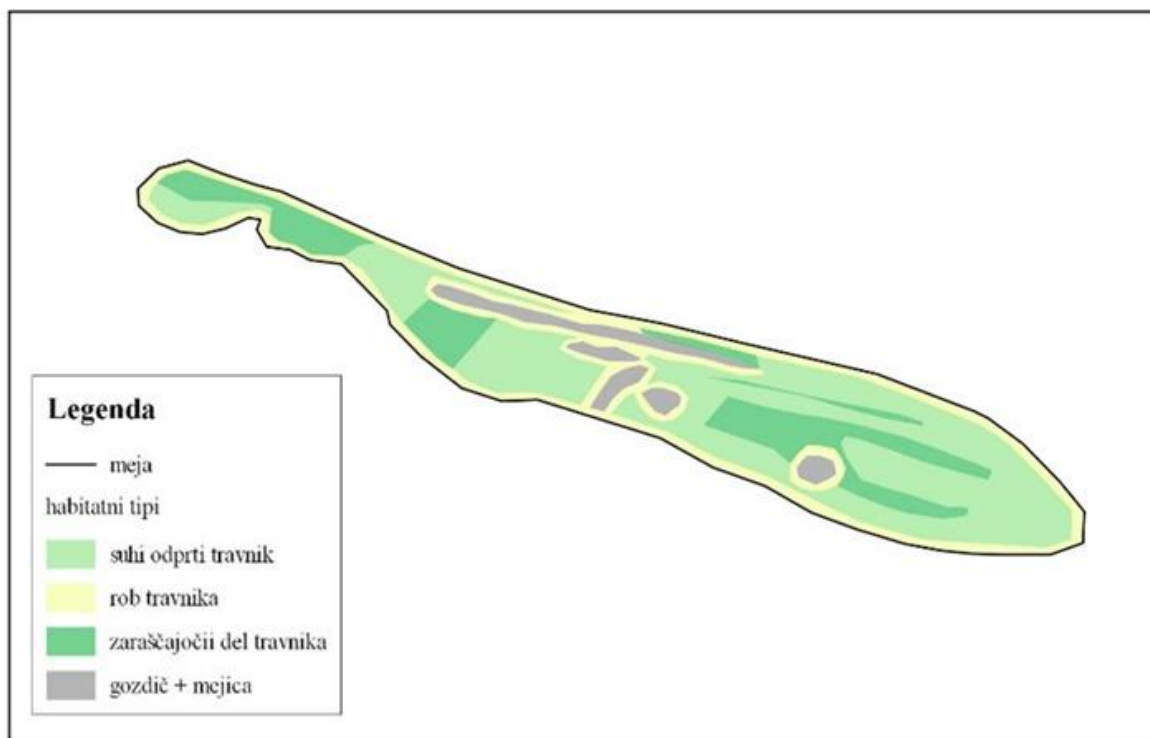 Legenda
meja
habitatni tipi
suhi odprti travnik
rob travnika
zaraščajočii del travnika
gozdič + mejica